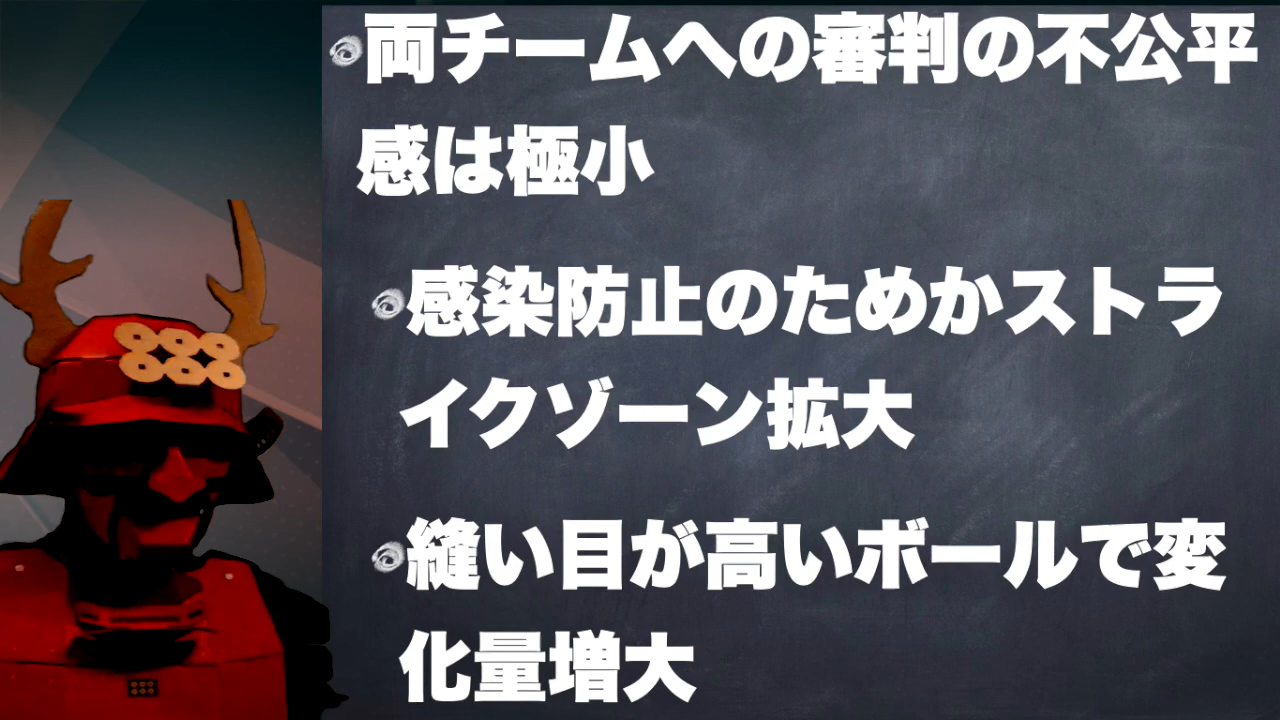 両チームへの審判の不公平
感は極小
感染防止のためかストラ
イクゾーン拡大
縫い目が高いボールで変
化量増大